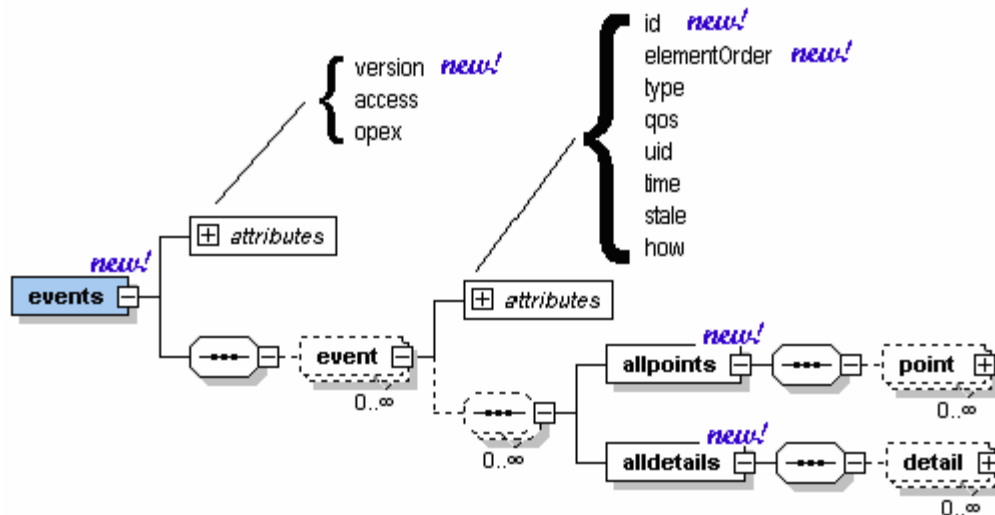 id new!
elementOrder new!
type
qos
uid
time
stale
how
version new!
access
opex
attributes
new!
events
attributes
event
0..∞
0..∞
new!
allpoints
point
0..∞
new!
alldetails
detail
0..∞